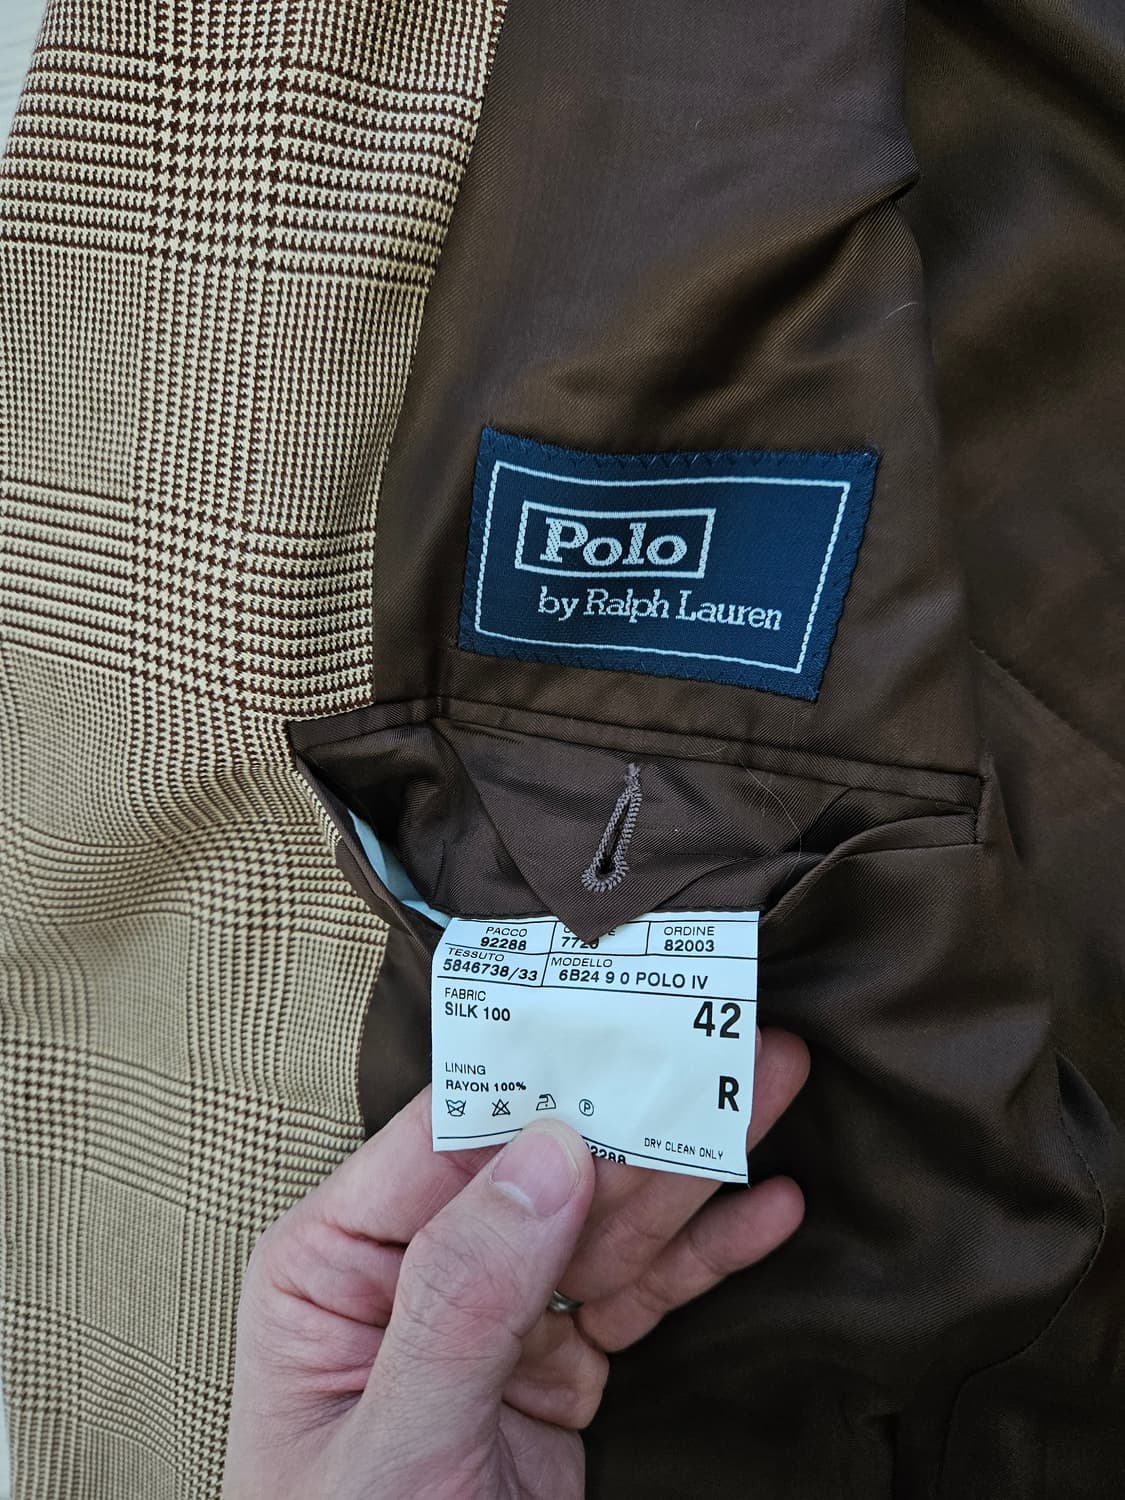 Polo
by Ralph Lauren
PACCO ORDINE
92288 82003
TESSUTO MODELLO
5846738/33 6B24 9 0 POLO IV
FABRIC
SILK 100
42
LINING
RAYON 100%
R
P
DRY CLEAN ONLY